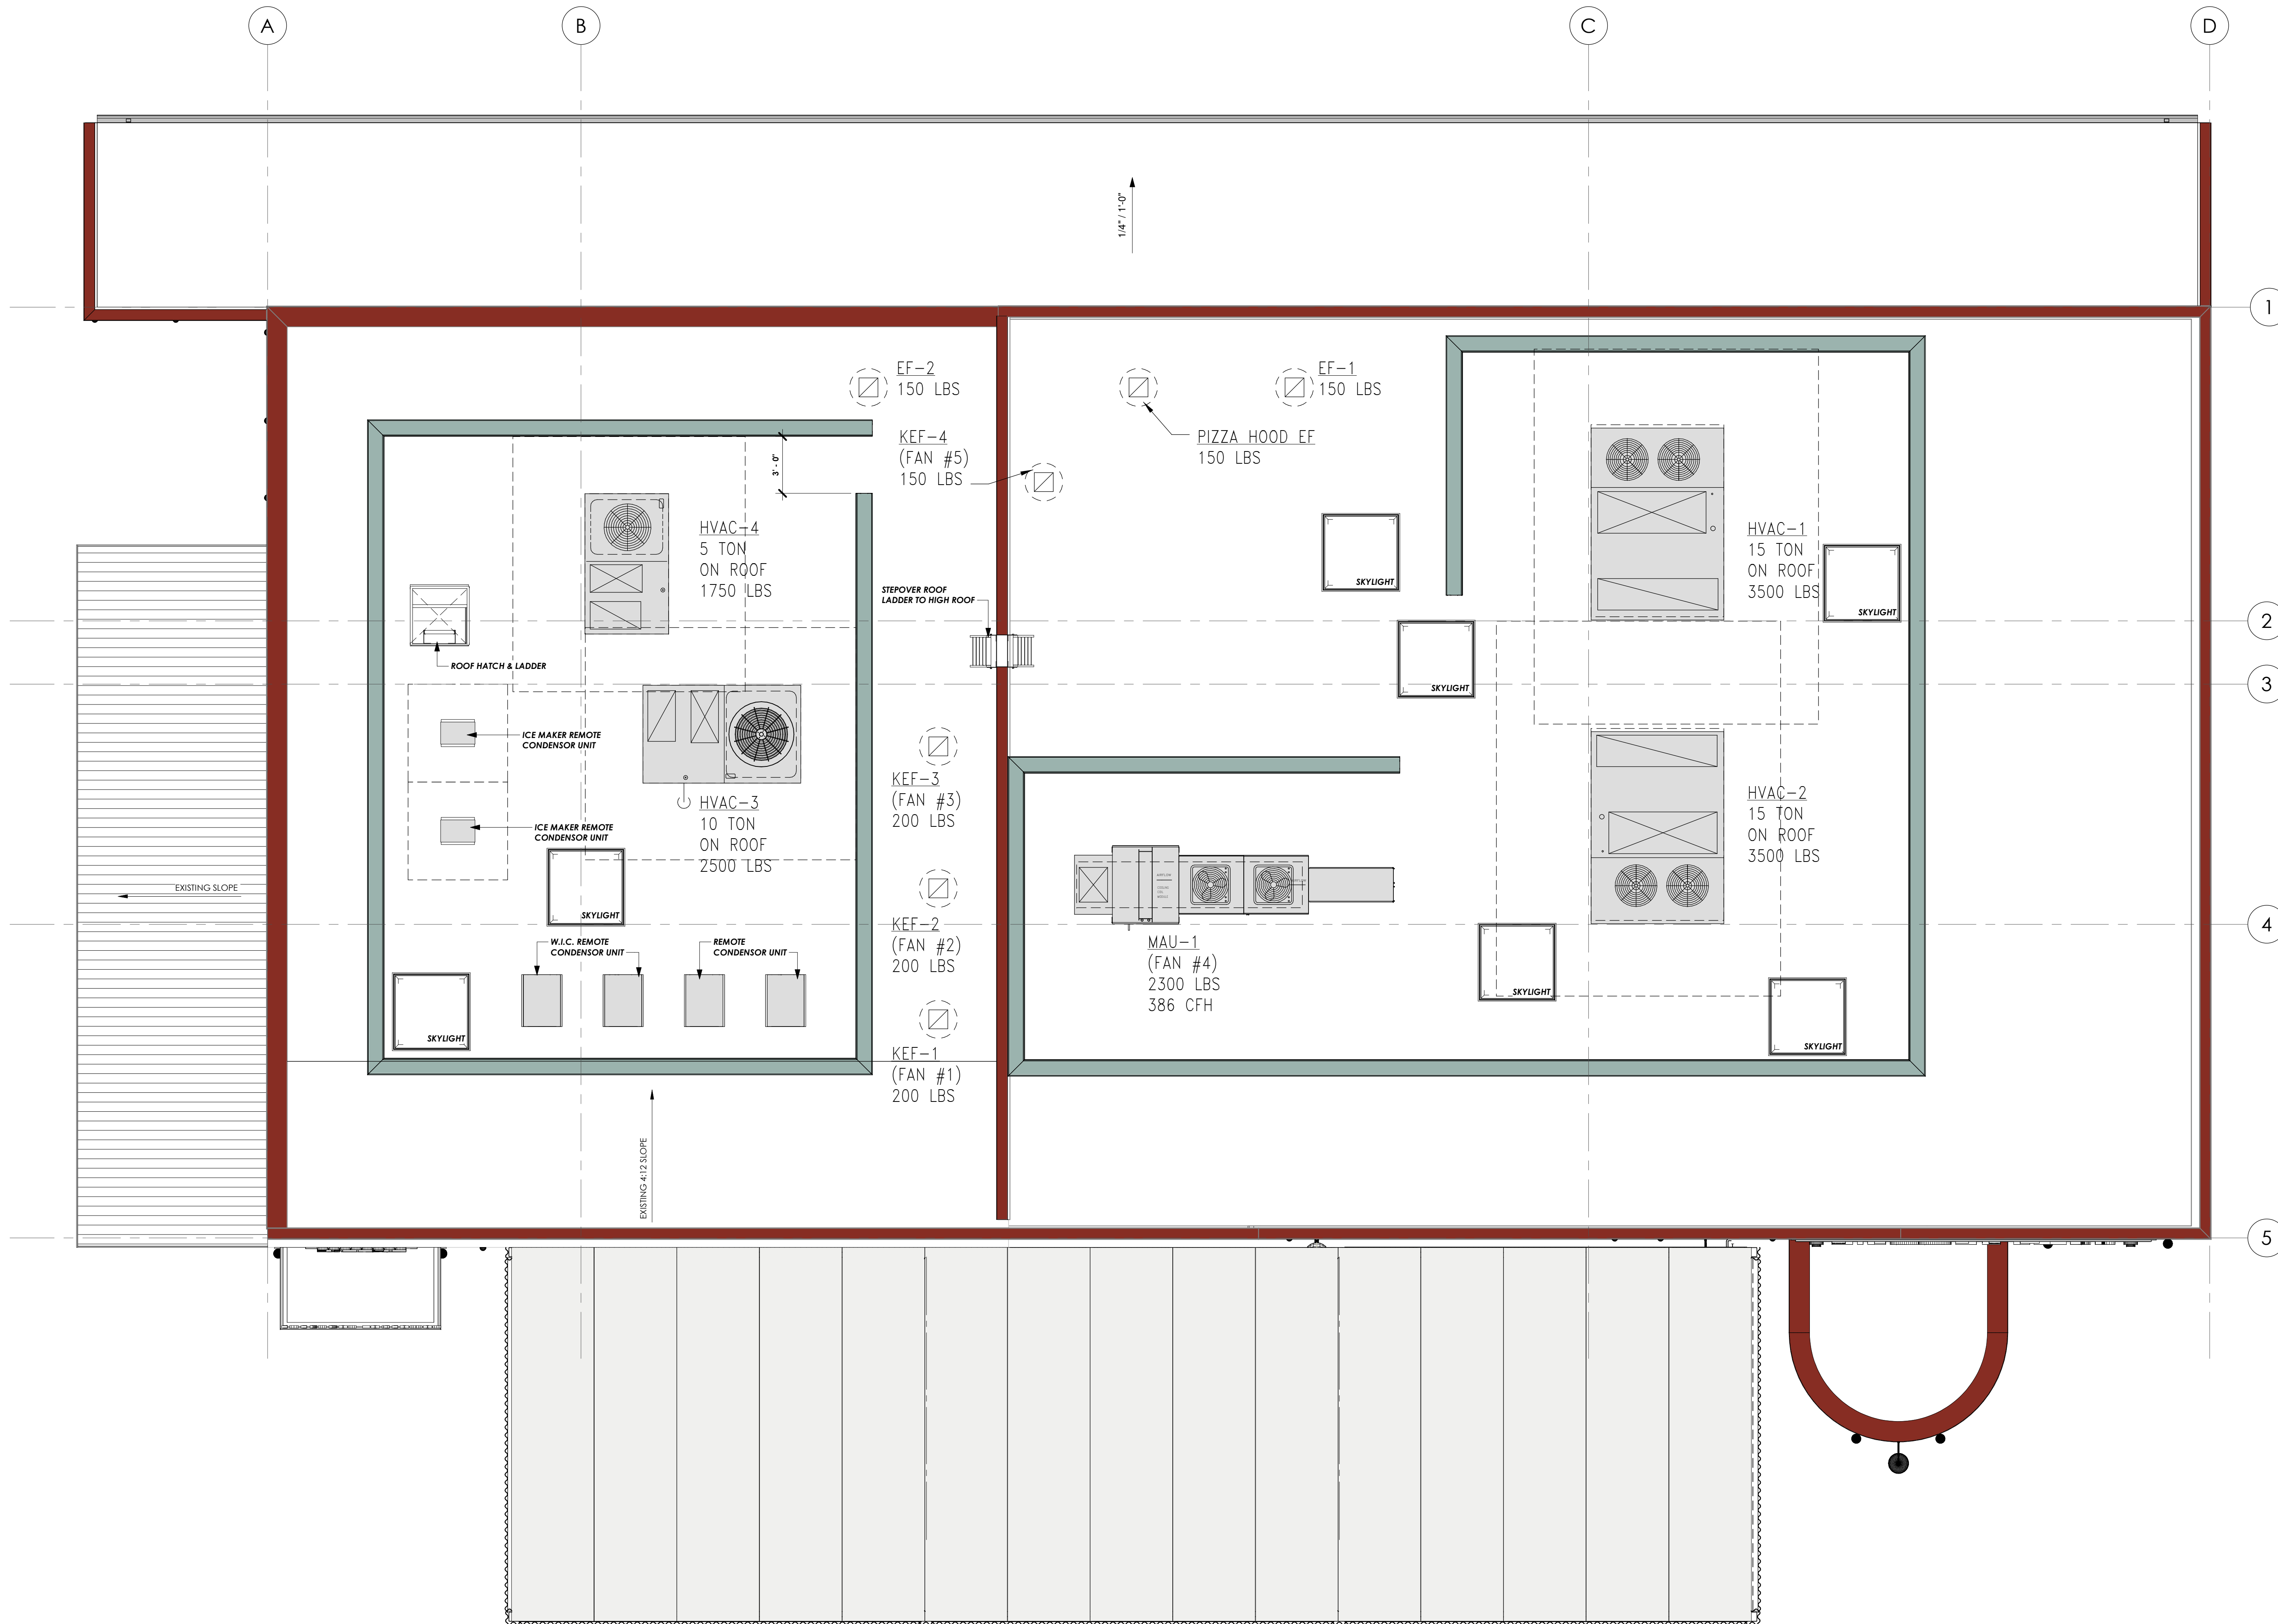 A
B
C
D
1/4" / 1'-0"
1
EF-2
150 LBS
EF-1
150 LBS
KEF-4
(FAN #5)
150 LBS
PIZZA HOOD EF
150 LBS
3' - 0"
HVAC-4
5 TON
ON ROOF
1750 LBS
HVAC-1
15 TON
ON ROOF
3500 LBS
SKYLIGHT
SKYLIGHT
STEPOVER ROOF
LADDER TO HIGH ROOF
2
ROOF HATCH & LADDER
SKYLIGHT
3
ICE MAKER REMOTE
CONDENSOR UNIT
KEF-3
(FAN #3)
200 LBS
HVAC-3
10 TON
ON ROOF
2500 LBS
HVAC-2
15 TON
ON ROOF
3500 LBS
ICE MAKER REMOTE
CONDENSOR UNIT
EXISTING SLOPE
SKYLIGHT
KEF-2
(FAN #2)
200 LBS
4
W.I.C. REMOTE
CONDENSOR UNIT
REMOTE
CONDENSOR UNIT
MAU-1
(FAN #4)
2300 LBS
386 CFH
SKYLIGHT
SKYLIGHT
SKYLIGHT
KEF-1
(FAN #1)
200 LBS
EXISTING 4:12 SLOPE
5